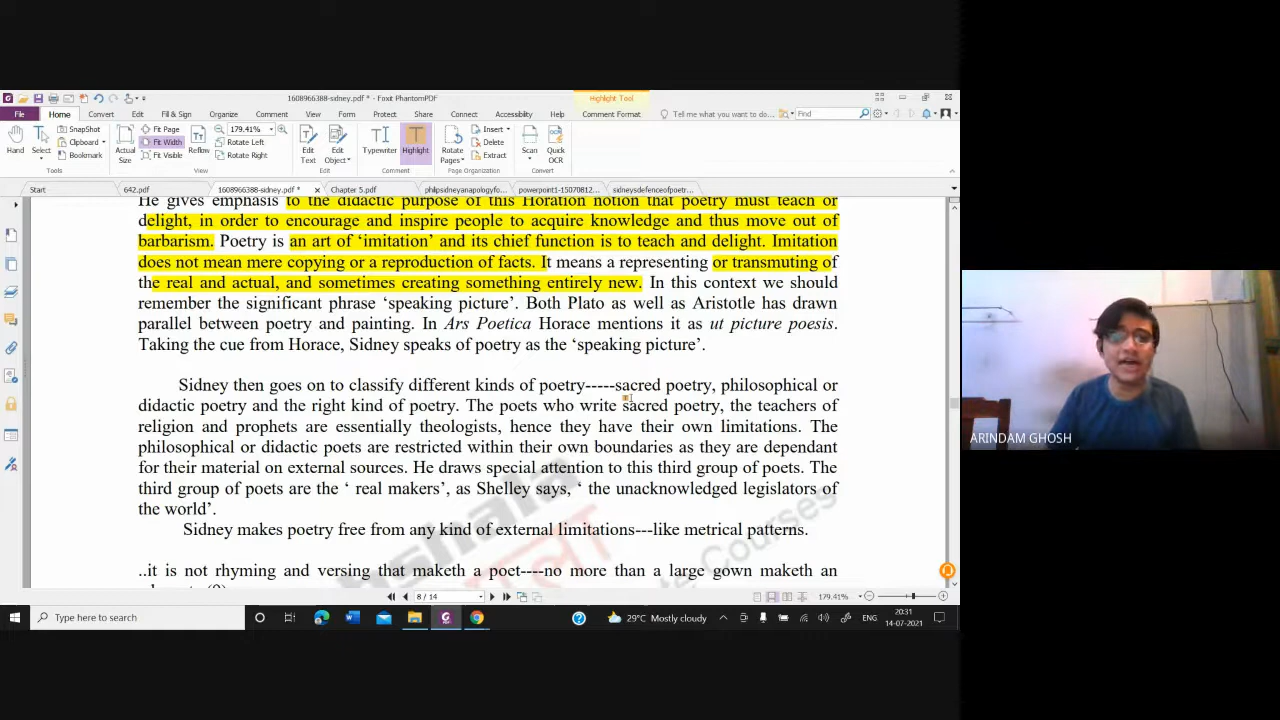 1608966388-sidney.pdf * - Foxit PhantomPDF
Highlight Tool
File Home Convert Edit Fill & Sign Organize Comment View Form Protect Share Connect Accessibility Help Comment Format Tell me what you want to do... Find
Hand
Select
SnapShot
Clipboard
Bookmark
Tools
Actual Size
Fit Page
Fit Width
Fit Visible
Reflow
179.41%
Rotate Left
Rotate Right
View
Edit Text
Edit Object
Edit
Typewriter
Highlight
Comment
Rotate Pages
Insert
Delete
Extract
Page Organization
Scan
Quick OCR
Convert
Start 642.pdf 1608966388-sidney.pdf * Chapter 5.pdf philipsidneyanapologyfo... powerpoint1-15070812... sidneysdefenceofpoetr...
He gives emphasis to the didactic purpose of this Horation notion that poetry must teach or
delight, in order to encourage and inspire people to acquire knowledge and thus move out of
barbarism. Poetry is an art of ‘imitation’ and its chief function is to teach and delight. Imitation
does not mean mere copying or a reproduction of facts. It means a representing or transmuting of
the real and actual, and sometimes creating something entirely new. In this context we should
remember the significant phrase ‘speaking picture’. Both Plato as well as Aristotle has drawn
parallel between poetry and painting. In Ars Poetica Horace mentions it as ut picture poesis.
Taking the cue from Horace, Sidney speaks of poetry as the ‘speaking picture’.
Sidney then goes on to classify different kinds of poetry-----sacred poetry, philosophical or
didactic poetry and the right kind of poetry. The poets who write sacred poetry, the teachers of
religion and prophets are essentially theologists, hence they have their own limitations. The
philosophical or didactic poets are restricted within their own boundaries as they are dependant
for their material on external sources. He draws special attention to this third group of poets. The
third group of poets are the ‘ real makers’, as Shelley says, ‘ the unacknowledged legislators of
the world’.
Sidney makes poetry free from any kind of external limitations---like metrical patterns.
..it is not rhyming and versing that maketh a poet----no more than a large gown maketh an
Courses
8 / 14
179.41%
Type here to search
29°C Mostly cloudy
ENG
20:31
14-07-2021
ARINDAM GHOSH